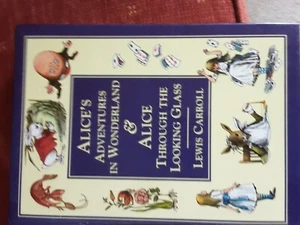 ALICE'S
ADVENTURES
IN WONDERLAND
&
ALICE
THROUGH THE
LOOKING GLASS
LEWIS CARROLL